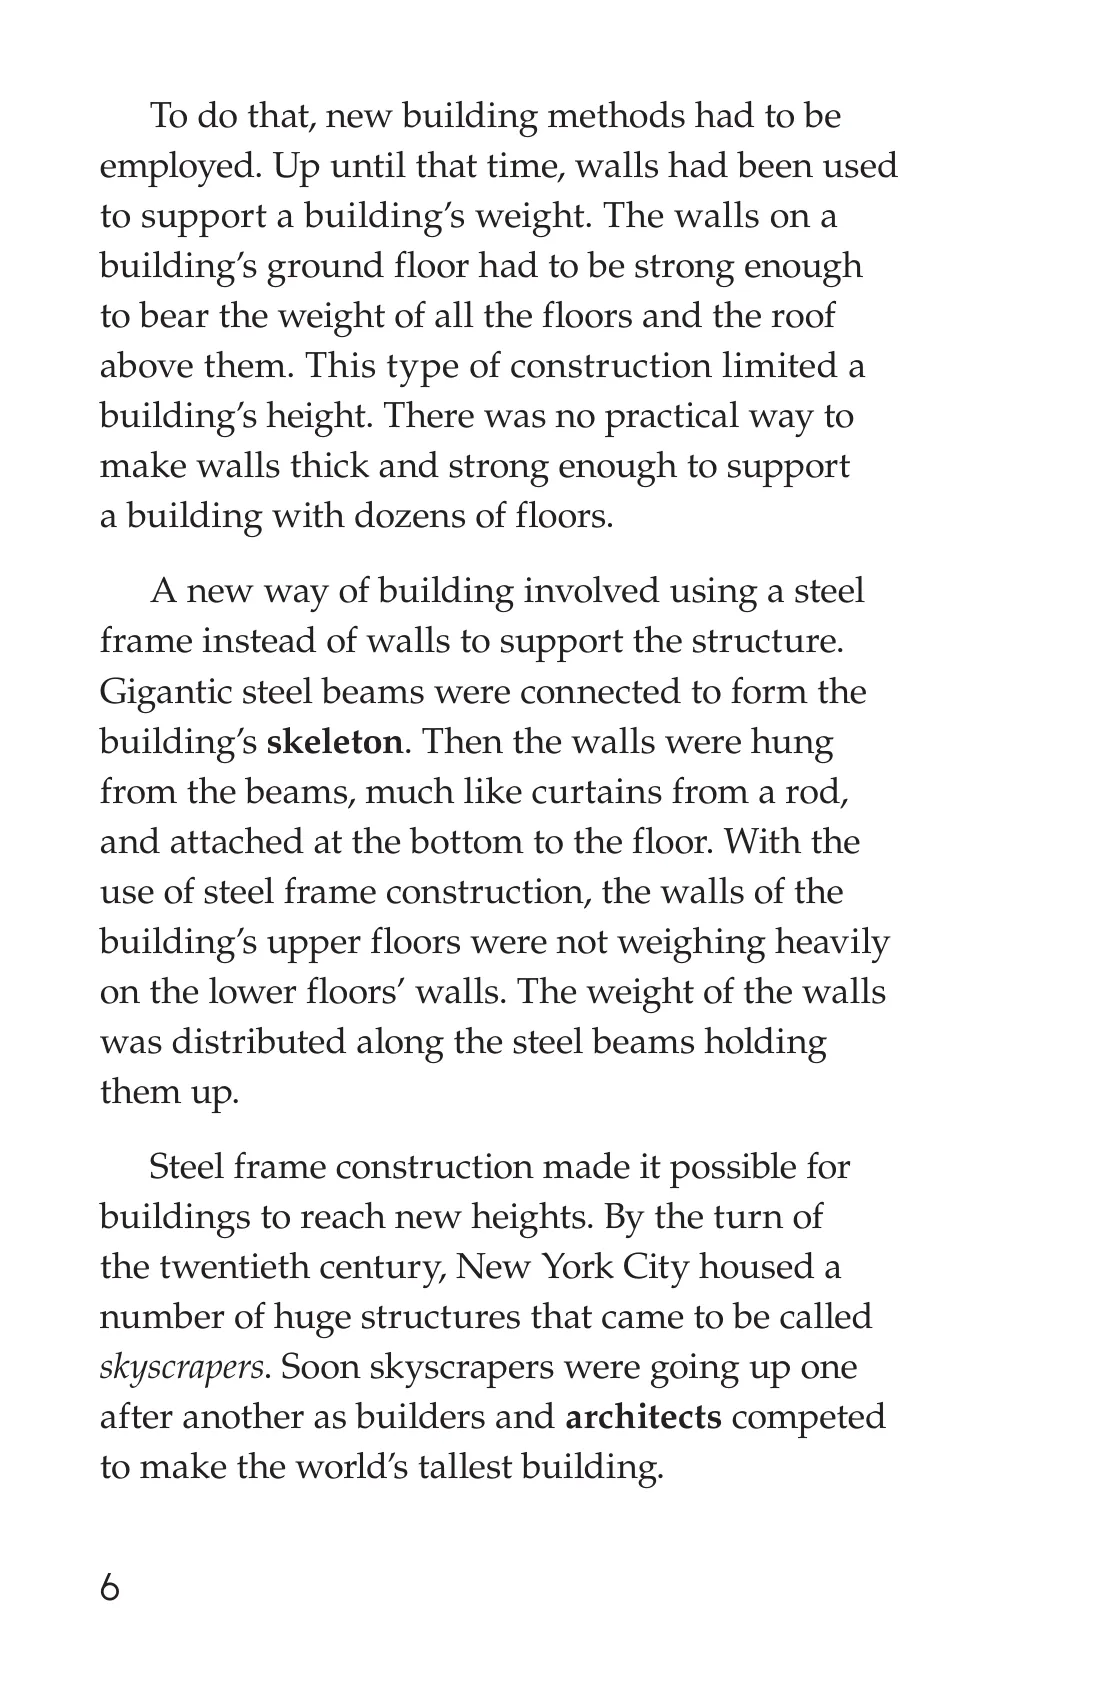 To do that, new building methods had to be
employed. Up until that time, walls had been used
to support a building’s weight. The walls on a
building’s ground floor had to be strong enough
to bear the weight of all the floors and the roof
above them. This type of construction limited a
building’s height. There was no practical way to
make walls thick and strong enough to support
a building with dozens of floors.
A new way of building involved using a steel
frame instead of walls to support the structure.
Gigantic steel beams were connected to form the
building’s skeleton. Then the walls were hung
from the beams, much like curtains from a rod,
and attached at the bottom to the floor. With the
use of steel frame construction, the walls of the
building’s upper floors were not weighing heavily
on the lower floors’ walls. The weight of the walls
was distributed along the steel beams holding
them up.
Steel frame construction made it possible for
buildings to reach new heights. By the turn of
the twentieth century, New York City housed a
number of huge structures that came to be called
skyscrapers. Soon skyscrapers were going up one
after another as builders and architects competed
to make the world’s tallest building.
6